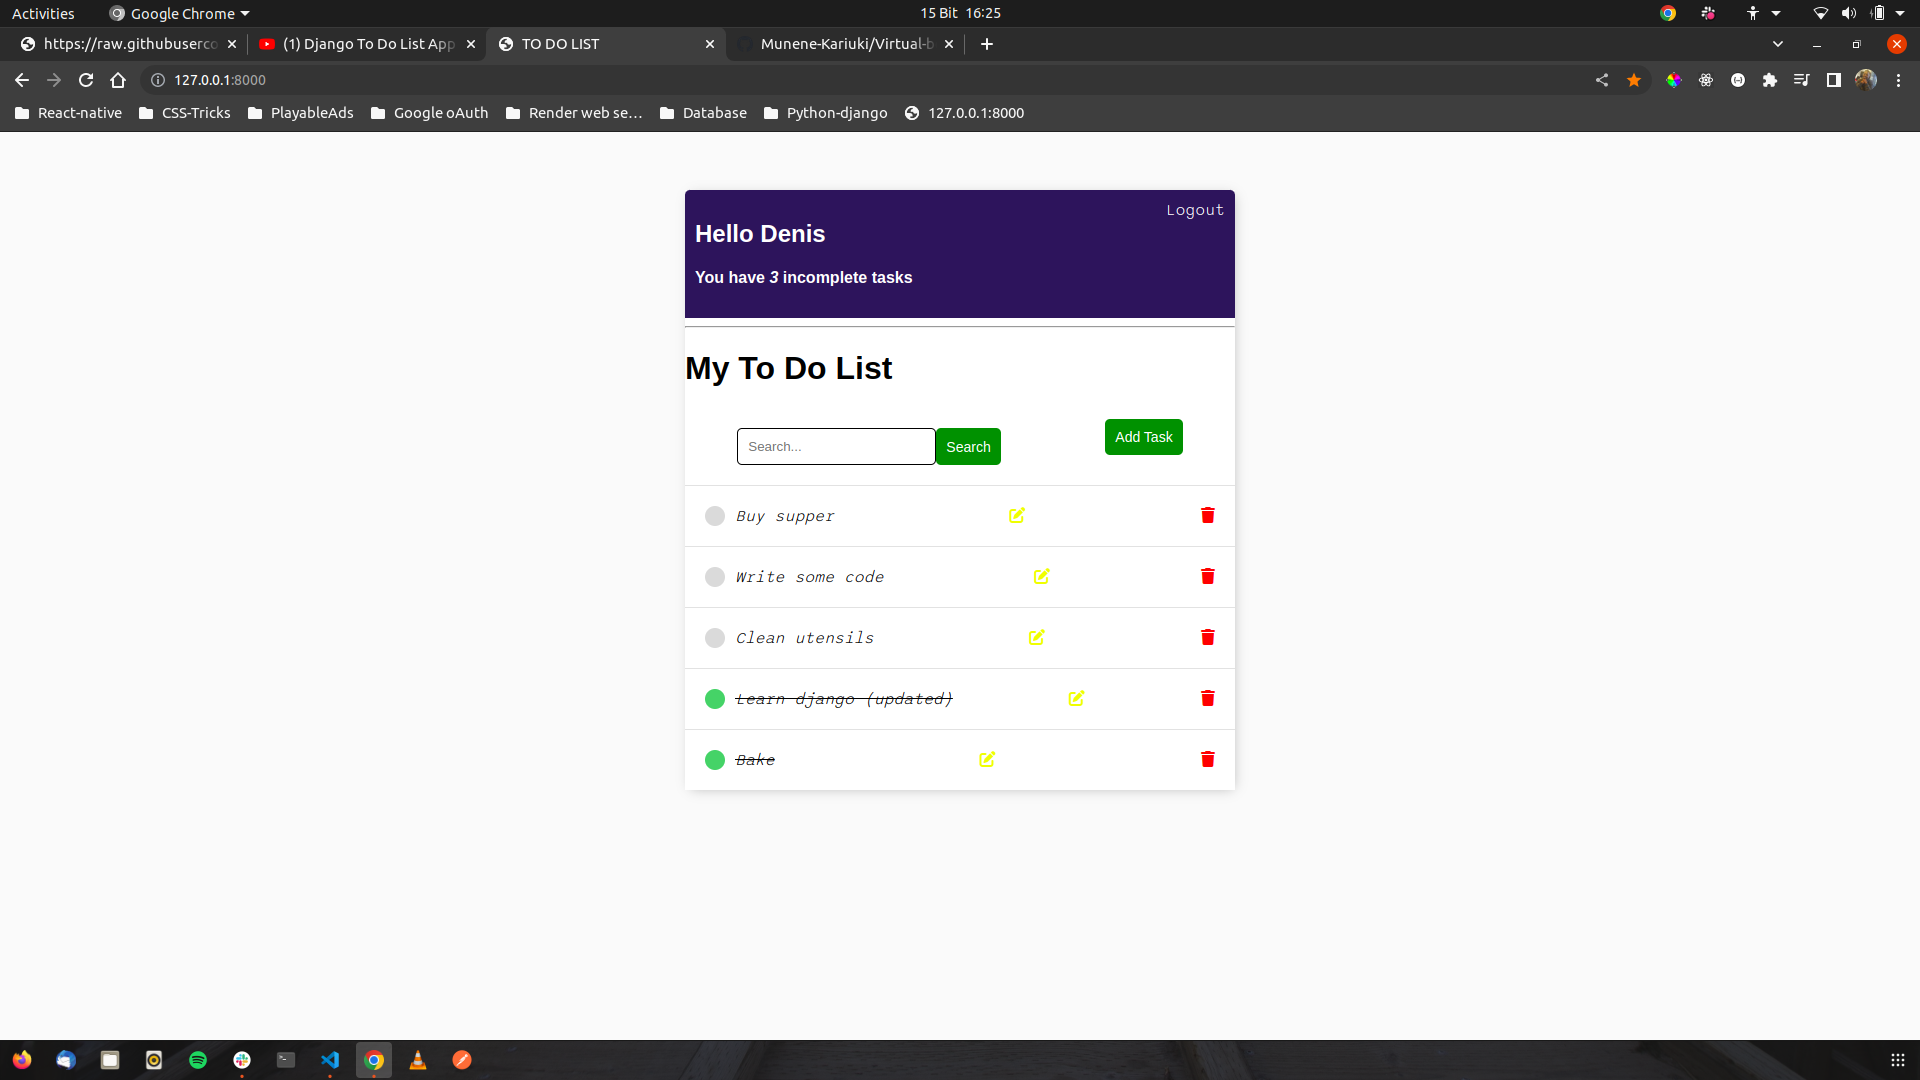 Activities
Google Chrome
15 Bit 16:25
https://raw.githubuserco
(1) Django To Do List App
TO DO LIST
Munene-Kariuki/Virtual-b
127.0.0.1:8000
React-native
CSS-Tricks
PlayableAds
Google oAuth
Render web se…
Database
Python-django
127.0.0.1:8000
Logout
Hello Denis
You have 3 incomplete tasks
My To Do List
Search...
Search
Add Task
Buy supper
Write some code
Clean utensils
Learn django (updated)
Bake